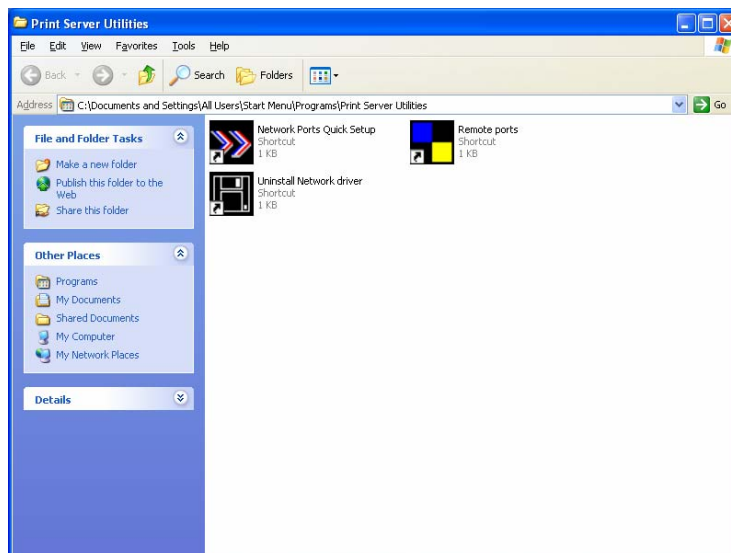 Print Server Utilities
File Edit View Favorites Tools Help
Back Search Folders
Address C:\Documents and Settings\All Users\Start Menu\Programs\Print Server Utilities Go
File and Folder Tasks
Make a new folder
Publish this folder to the
Web
Share this folder
Other Places
Programs
My Documents
Shared Documents
My Computer
My Network Places
Details
Network Ports Quick Setup
Shortcut
1 KB
Remote ports
Shortcut
1 KB
Uninstall Network driver
Shortcut
1 KB